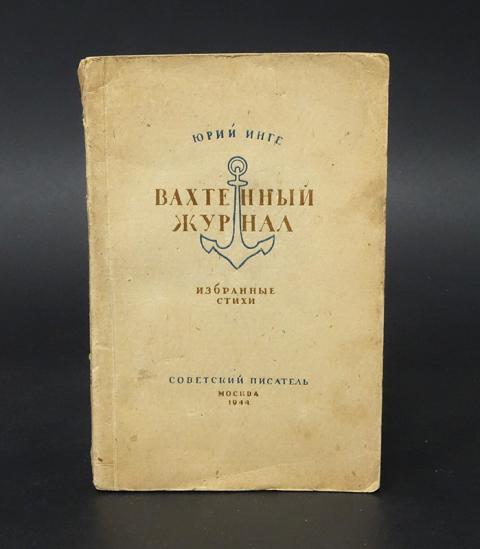 ЮРИЙ ИНГЕ
ВАХТЕННЫЙ
ЖУРНАЛ
ИЗБРАННЫЕ
СТИХИ
СОВЕТСКИЙ ПИСАТЕЛЬ
МОСКВА
1944